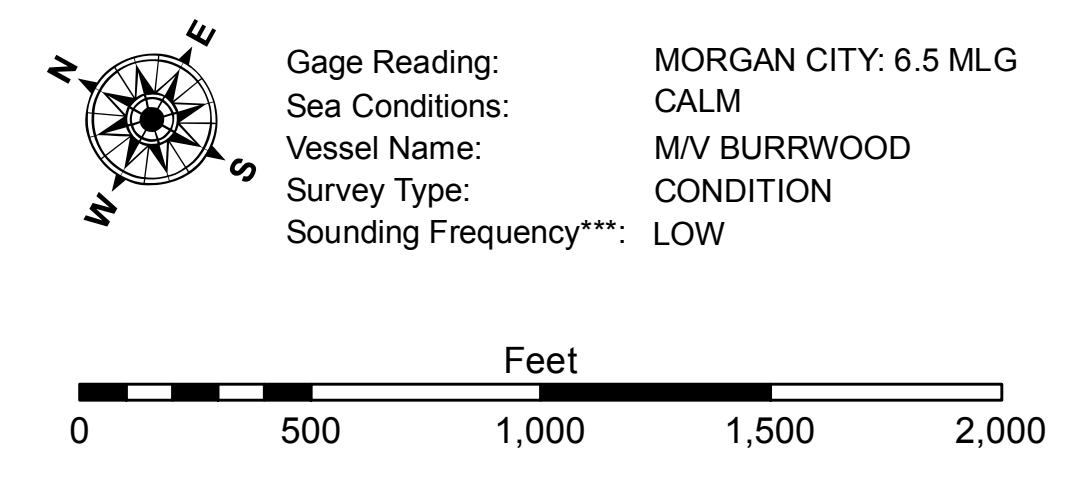 N
E
S
W
Gage Reading: MORGAN CITY: 6.5 MLG
Sea Conditions: CALM
Vessel Name: M/V BURRWOOD
Survey Type: CONDITION
Sounding Frequency***: LOW
Feet
0 500 1,000 1,500 2,000